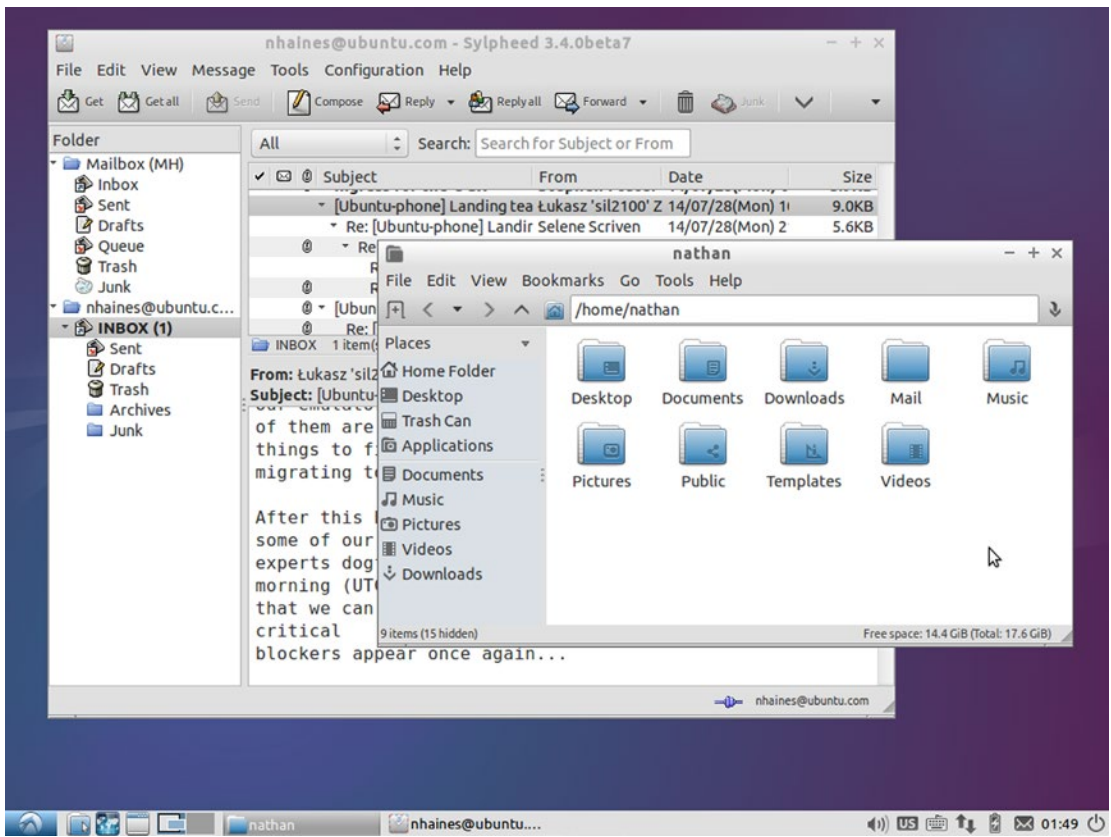 nhaines@ubuntu.com - Sylpheed 3.4.0beta7
File Edit View Message Tools Configuration Help
Get Get all Send Compose Reply Reply all Forward Junk
Folder
Mailbox (MH)
Inbox
Sent
Drafts
Queue
Trash
Junk
nhaines@ubuntu.c...
INBOX (1)
Sent
Drafts
Trash
Archives
Junk
All Search: Search for Subject or From
Subject From Date Size
[Ubuntu-phone] Landing tea Łukasz 'sil2100' Z 14/07/28(Mon) 9.0KB
Re: [Ubuntu-phone] Landir Selene Scriven 14/07/28(Mon) 2 5.6KB
Re
[Ubun
Re: [
INBOX 1 item(
From: Łukasz 'sil2
Subject: [Ubuntu-
of them are
things to f
migrating t
After this
some of our
experts dog
morning (UT
that we can
critical
blockers appear once again...
nhaines@ubuntu.com
nathan
File Edit View Bookmarks Go Tools Help
/home/nathan
Places
Home Folder
Desktop
Trash Can
Applications
Documents
Music
Pictures
Videos
Downloads
Desktop Documents Downloads Mail Music
Pictures Public Templates Videos
9 items (15 hidden) Free space: 14.4 GiB (Total: 17.6 GiB)
nathan nhaines@ubuntu.... US 01:49